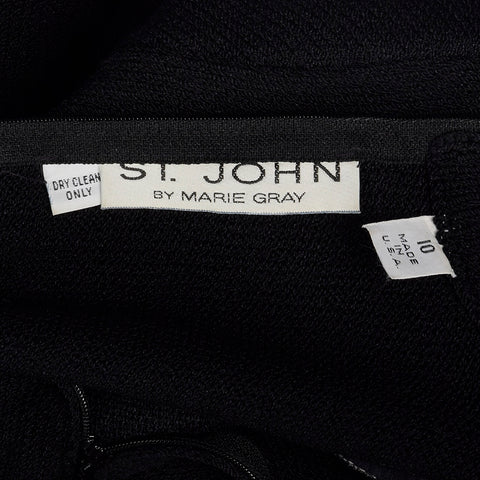 DRY CLEAN
ONLY
ST. JOHN
BY MARIE GRAY
10
MADE
IN
U.S.A.